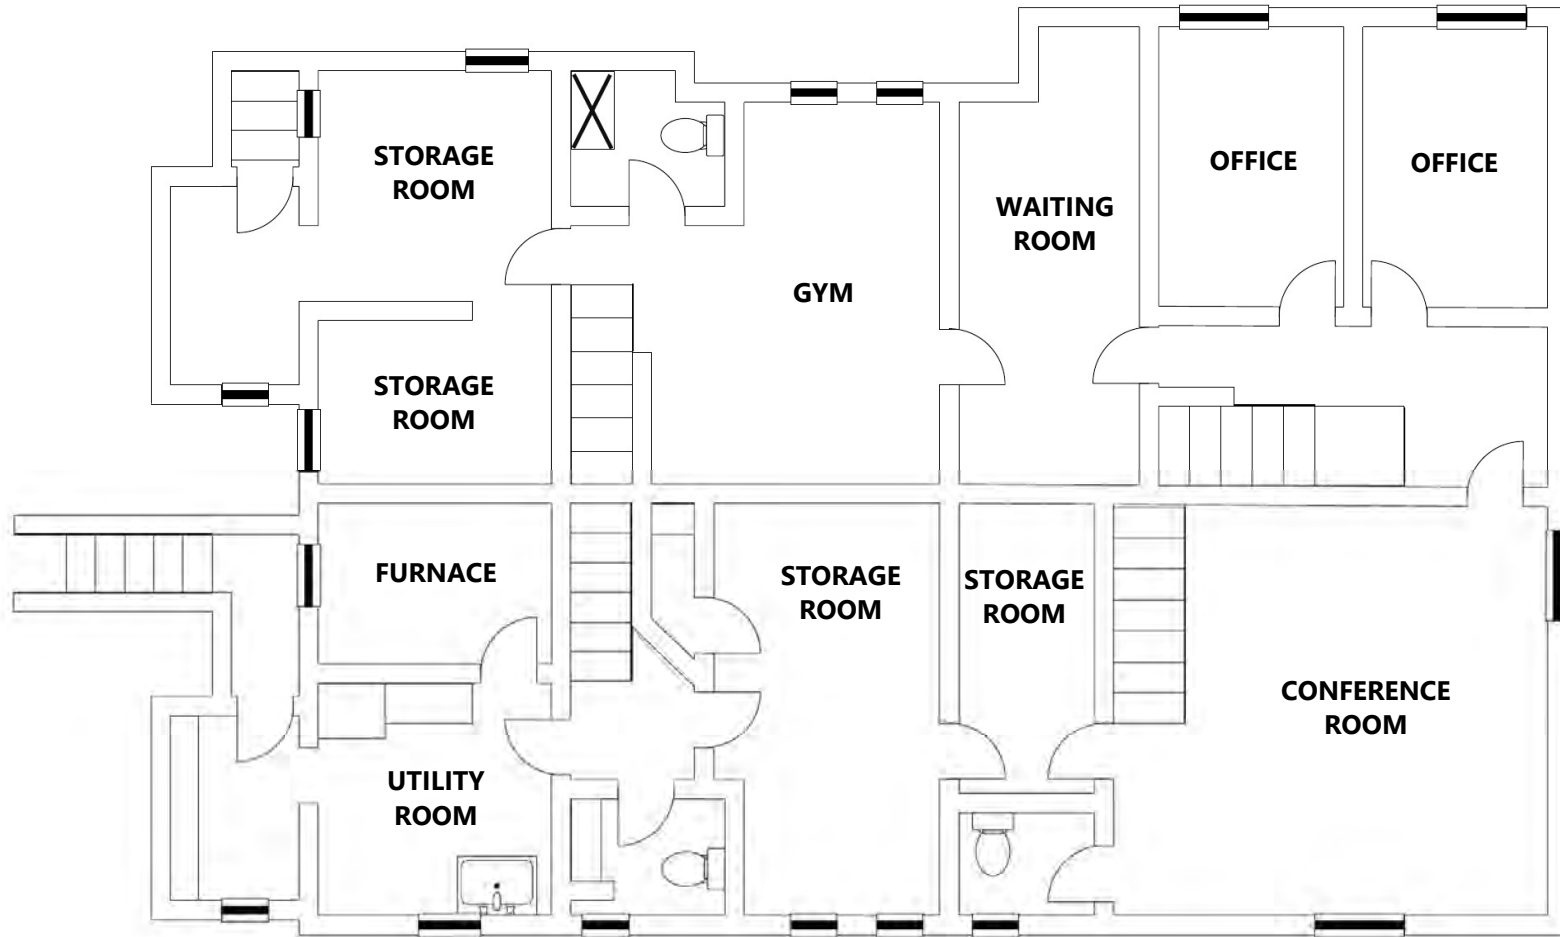 STORAGE
ROOM
OFFICE
OFFICE
WAITING
ROOM
GYM
STORAGE
ROOM
FURNACE
STORAGE
ROOM
STORAGE
ROOM
CONFERENCE
ROOM
UTILITY
ROOM